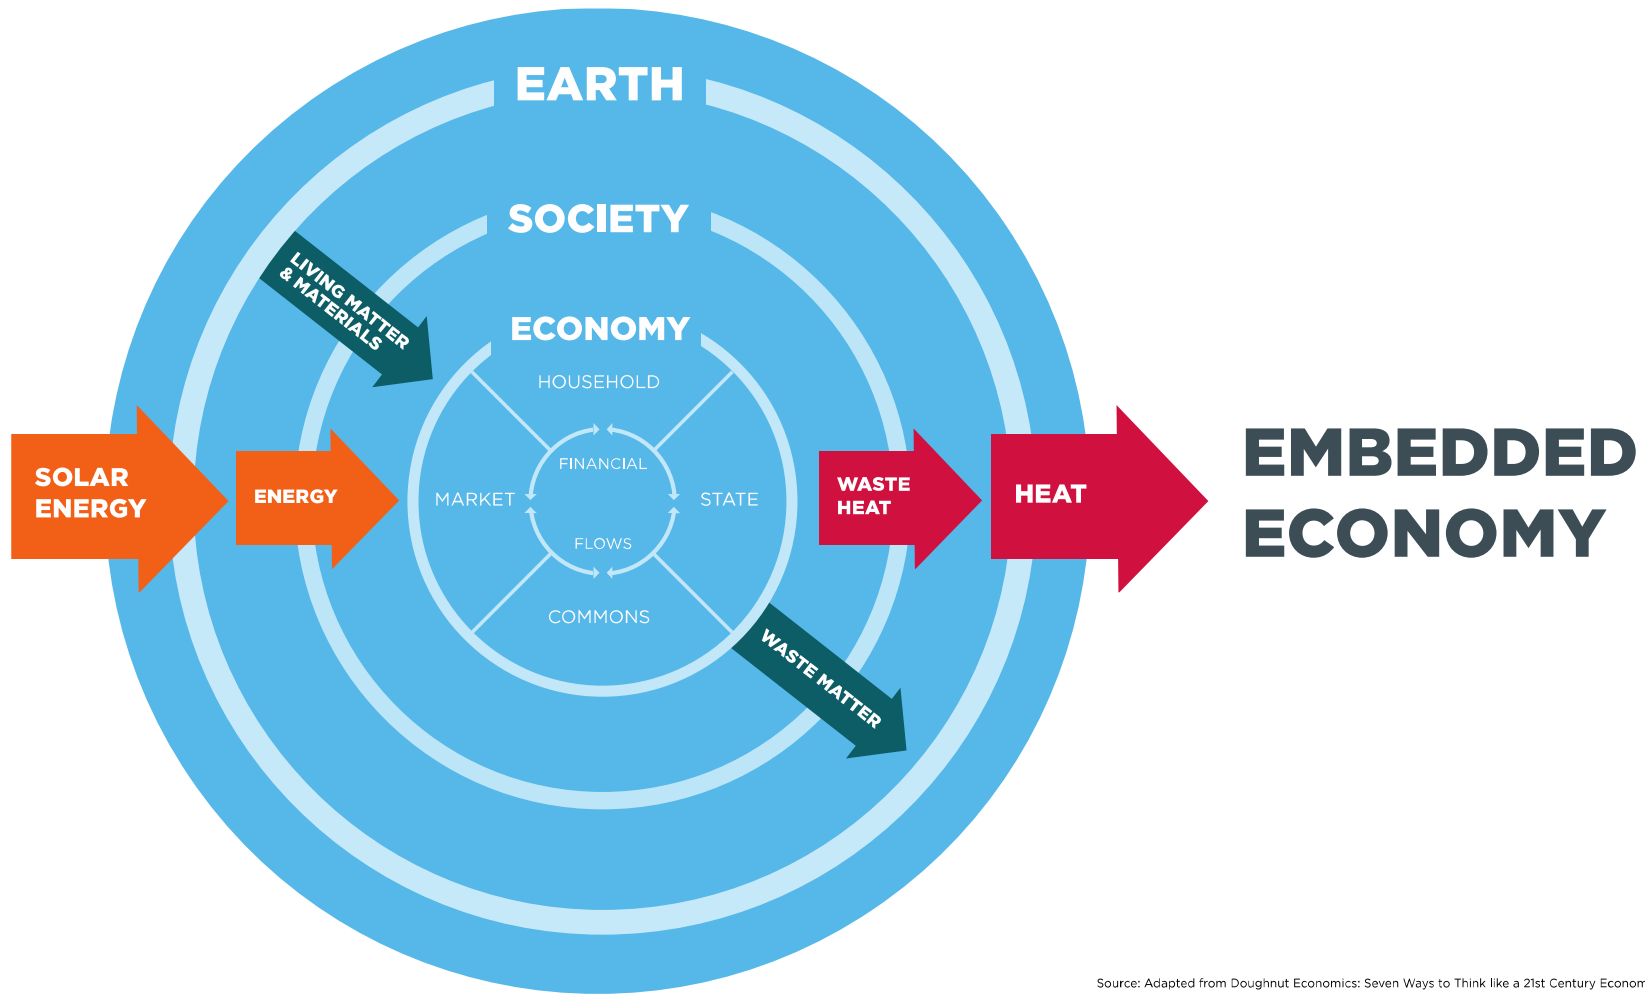 EARTH
SOCIETY
LIVING MATTER
& MATERIALS
ECONOMY
HOUSEHOLD
FINANCIAL
MARKET
STATE
FLOWS
COMMONS
SOLAR
ENERGY
ENERGY
WASTE
HEAT
HEAT
WASTE MATTER
EMBEDDED
ECONOMY
Source: Adapted from Doughnut Economics: Seven Ways to Think like a 21st Century Econom